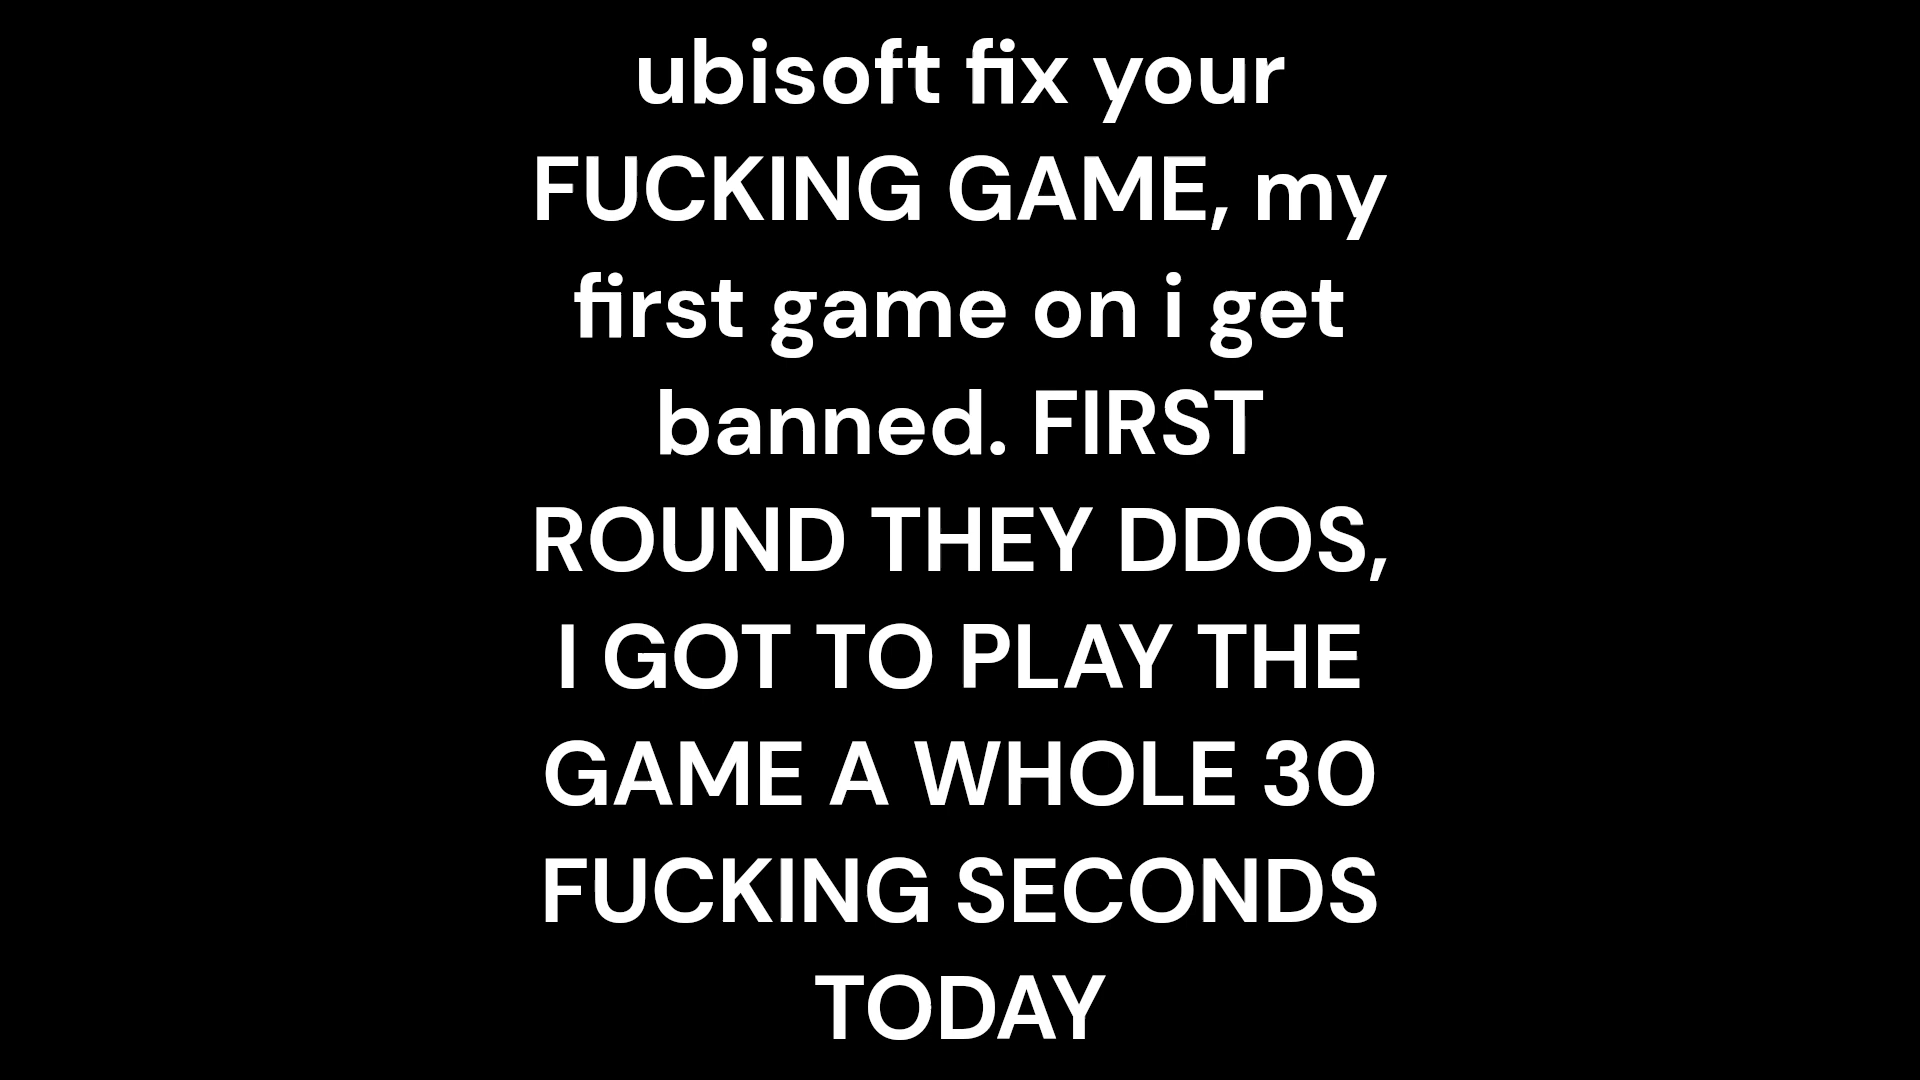 ubisoft fix your
FUCKING GAME, my
first game on i get
banned. FIRST
ROUND THEY DDOS,
I GOT TO PLAY THE
GAME A WHOLE 30
FUCKING SECONDS
TODAY